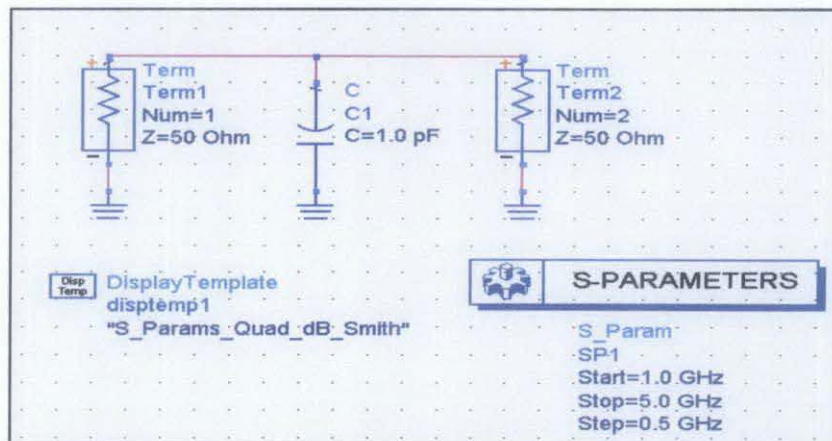 Term
Term1
Num=1
Z=50 Ohm
C
C1
C=1.0 pF
Term
Term2
Num=2
Z=50 Ohm
Disp
Temp
DisplayTemplate
disptemp1
"S_Params_Quad_dB_Smith"
S-PARAMETERS
S_Param
SP1
Start=1.0 GHz
Stop=5.0 GHz
Step=0.5 GHz